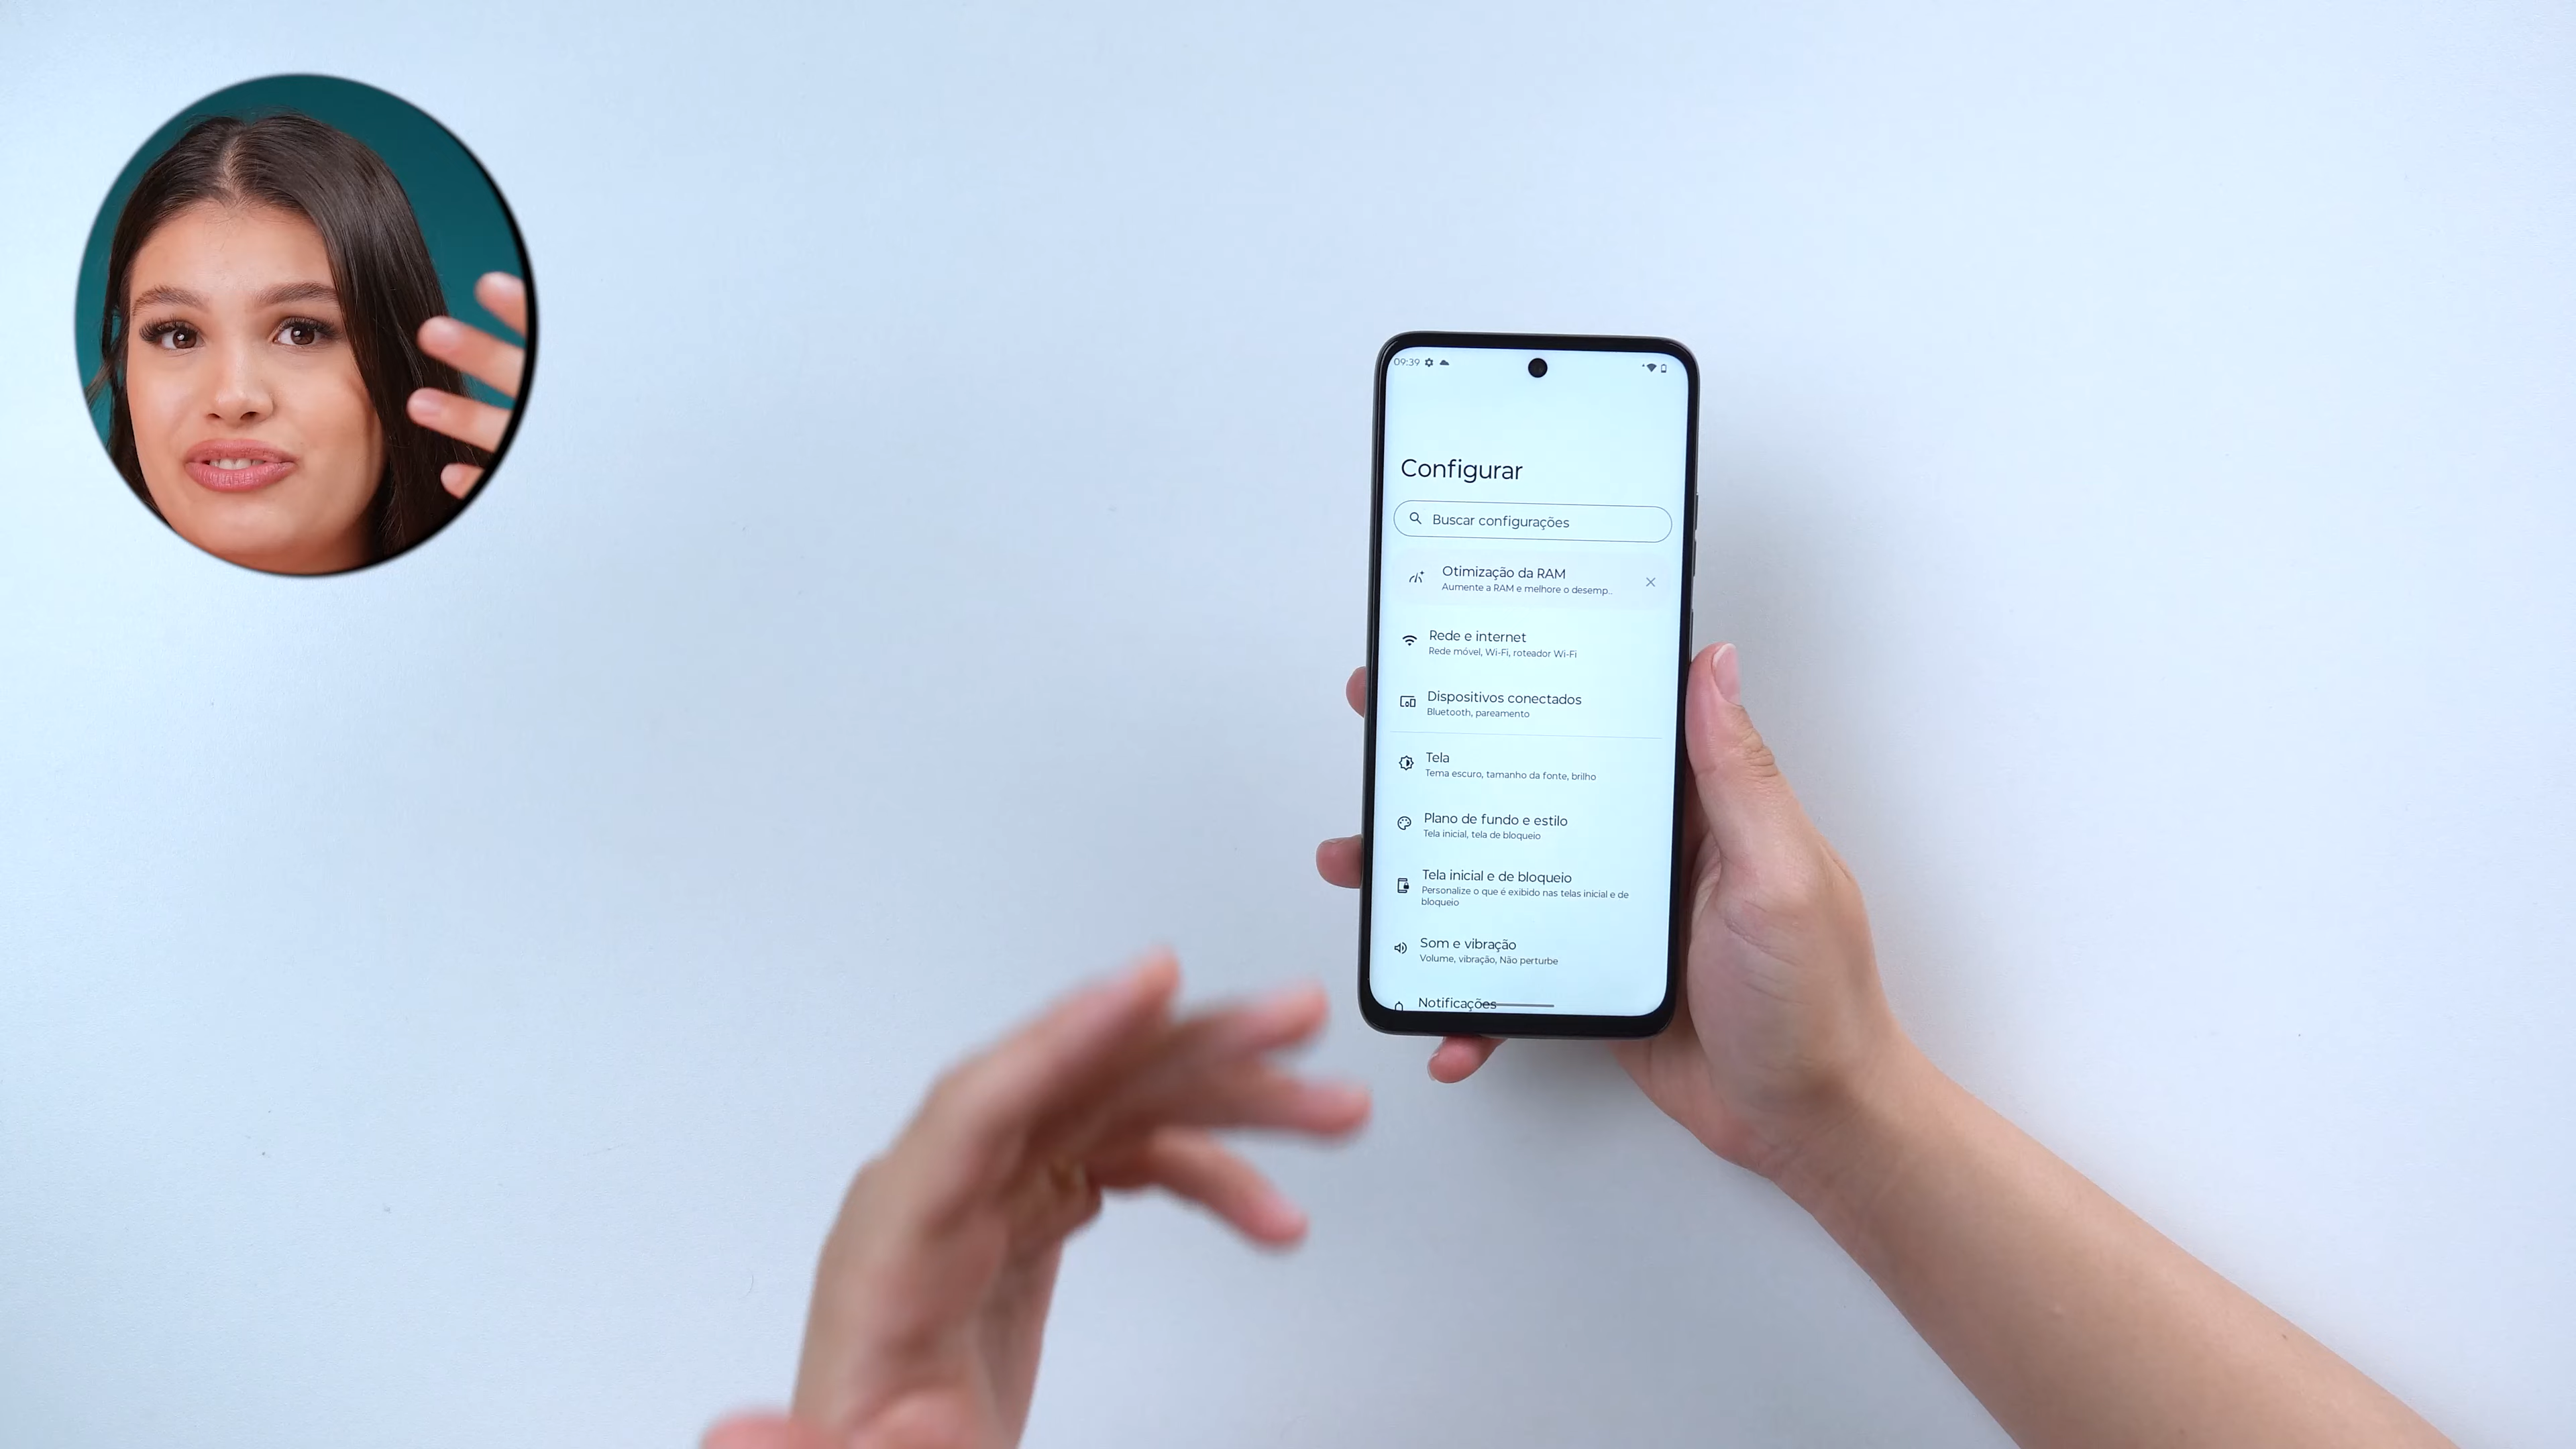 09:39
Configurar
Buscar configurações
Otimização da RAM
Aumente a RAM e melhore o desemp...
Rede e internet
Rede móvel, Wi-Fi, roteador Wi-Fi
Dispositivos conectados
Bluetooth, pareamento
Tela
Tema escuro, tamanho da fonte, brilho
Plano de fundo e estilo
Tela inicial, tela de bloqueio
Tela inicial e de bloqueio
Personalize o que é exibido nas telas inicial e de
bloqueio
Som e vibração
Volume, vibração, Não perturbe
Notificações